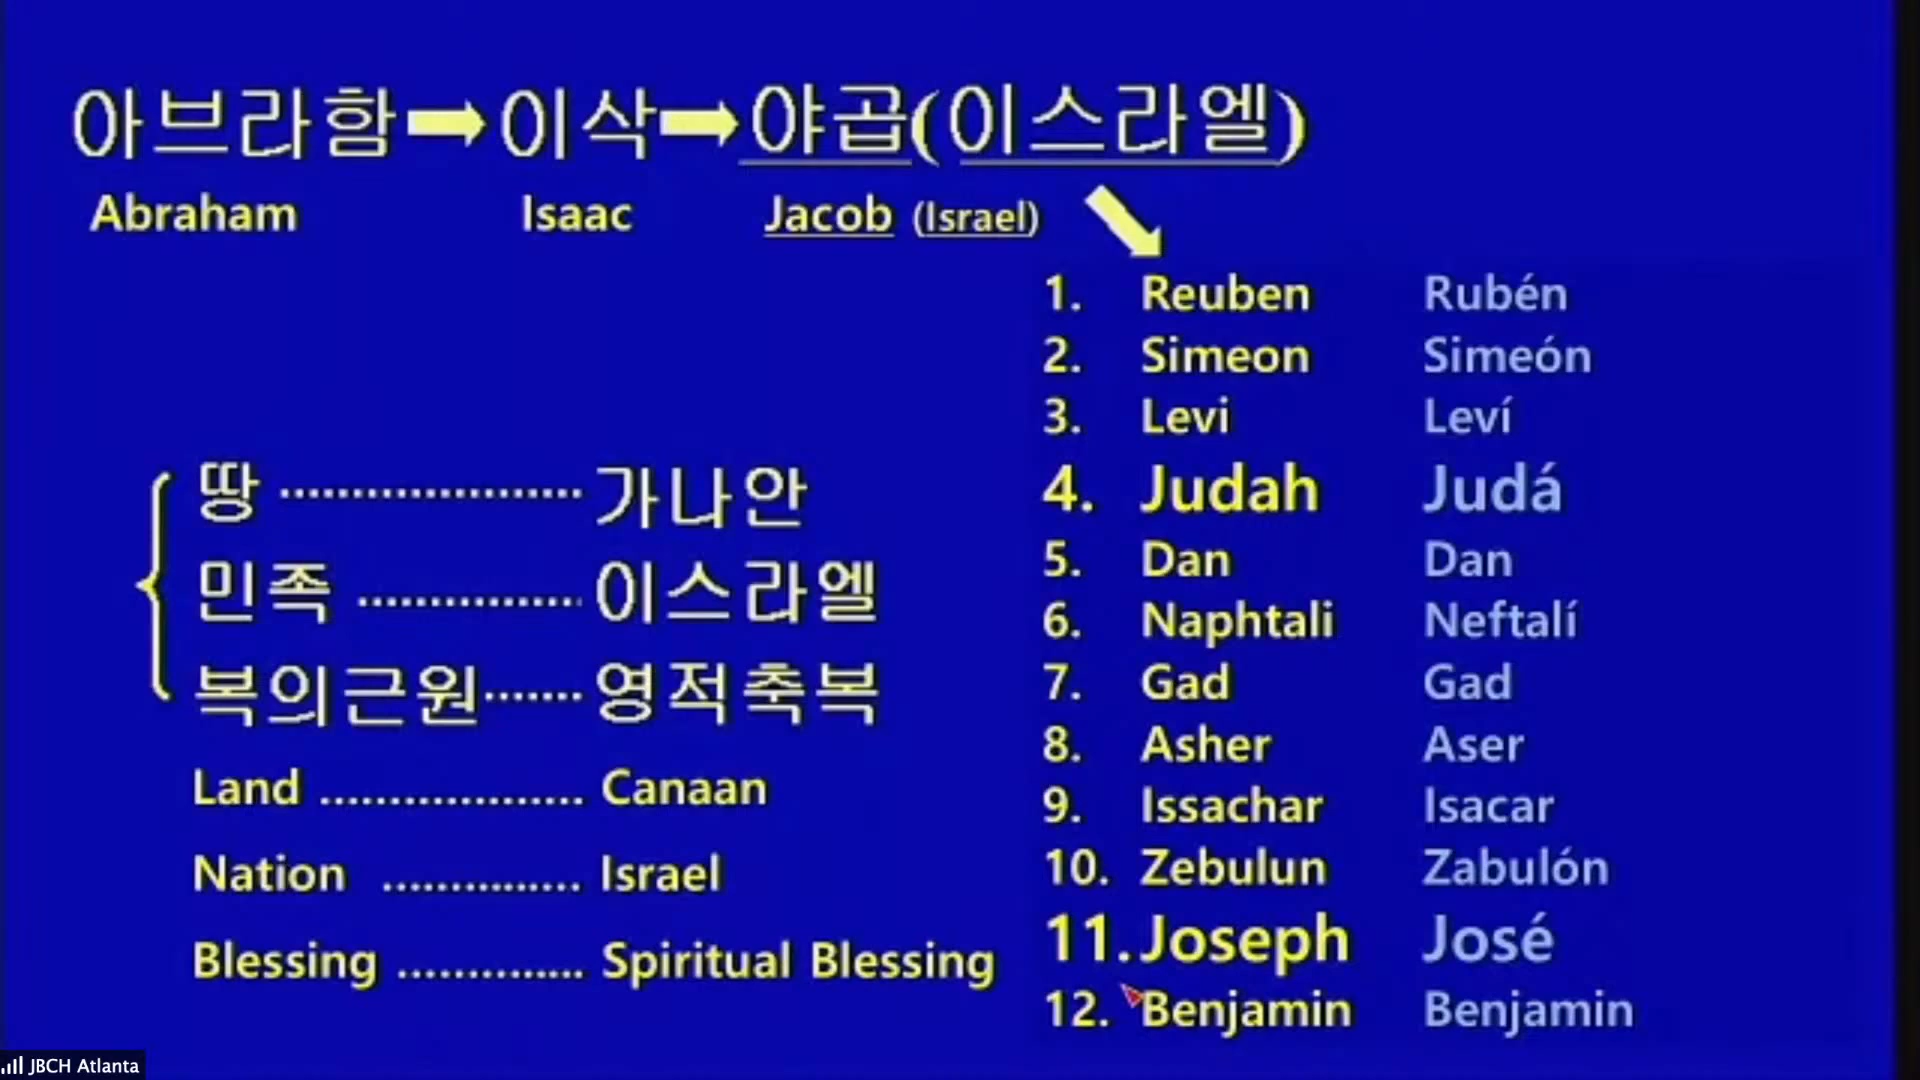 아브라함➡이삭➡야곱(이스라엘)
Abraham Isaac Jacob (Israel)
1. Reuben Rubén
2. Simeon Simeón
3. Levi Leví
4. Judah Judá
5. Dan Dan
6. Naphtali Neftalí
7. Gad Gad
8. Asher Aser
9. Issachar Isacar
10. Zebulun Zabulón
11. Joseph José
12. Benjamin Benjamin
땅 ..................... 가나안
민족 ................ 이스라엘
복의근원....... 영적축복
Land ................... Canaan
Nation ............... Israel
Blessing .............. Spiritual Blessing
JBCH Atlanta